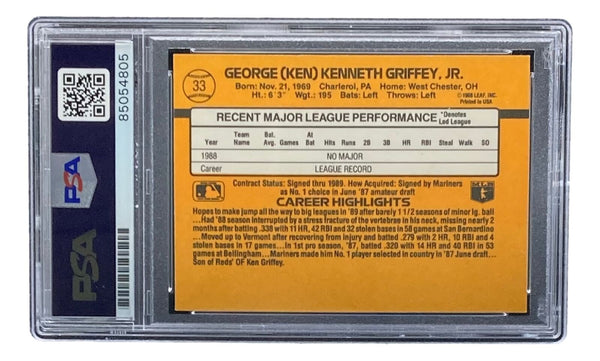 33
GEORGE (KEN) KENNETH GRIFFEY, JR.
Born: Nov. 21, 1969 Charleroi, PA Home: West Chester, OH
Ht.: 6'3" Wgt.: 195 Bats: Left Throws: Left
©1988 LEAF, INC.
Printed in USA
RECENT MAJOR LEAGUE PERFORMANCE *Denotes Led League
Year Team Name Bat. Avg. Games At Bat Hits Runs 2B 3B HR RBI Steal Walk SO
1988 NO MAJOR
Career LEAGUE RECORD
Contract Status: Signed thru 1989. How Acquired: Signed by Mariners
as No. 1 choice in June '87 amateur draft
CAREER HIGHLIGHTS
Hopes to make jump all the way to big leagues in '89 after barely 1 1/2 seasons of minor lg. ball
...Had '88 season interrupted by a stress fracture of the vertebrae in his neck, missing nearly 2
months after batting .338 with 11 HR, 42 RBI and 32 stolen bases in 58 games at San Bernardino
...Moved up to Vermont after recovering from injury and batted .279 with 2 HR, 10 RBI and 4
stolen bases in 17 games...In 1st pro season, '87, batted .320 with 14 HR and 40 RBI in 53
games at Bellingham...Mariners made him No. 1 player selected in country in '87 June draft...
Son of Reds' OF Ken Griffey.
85054805
PSA
PSA